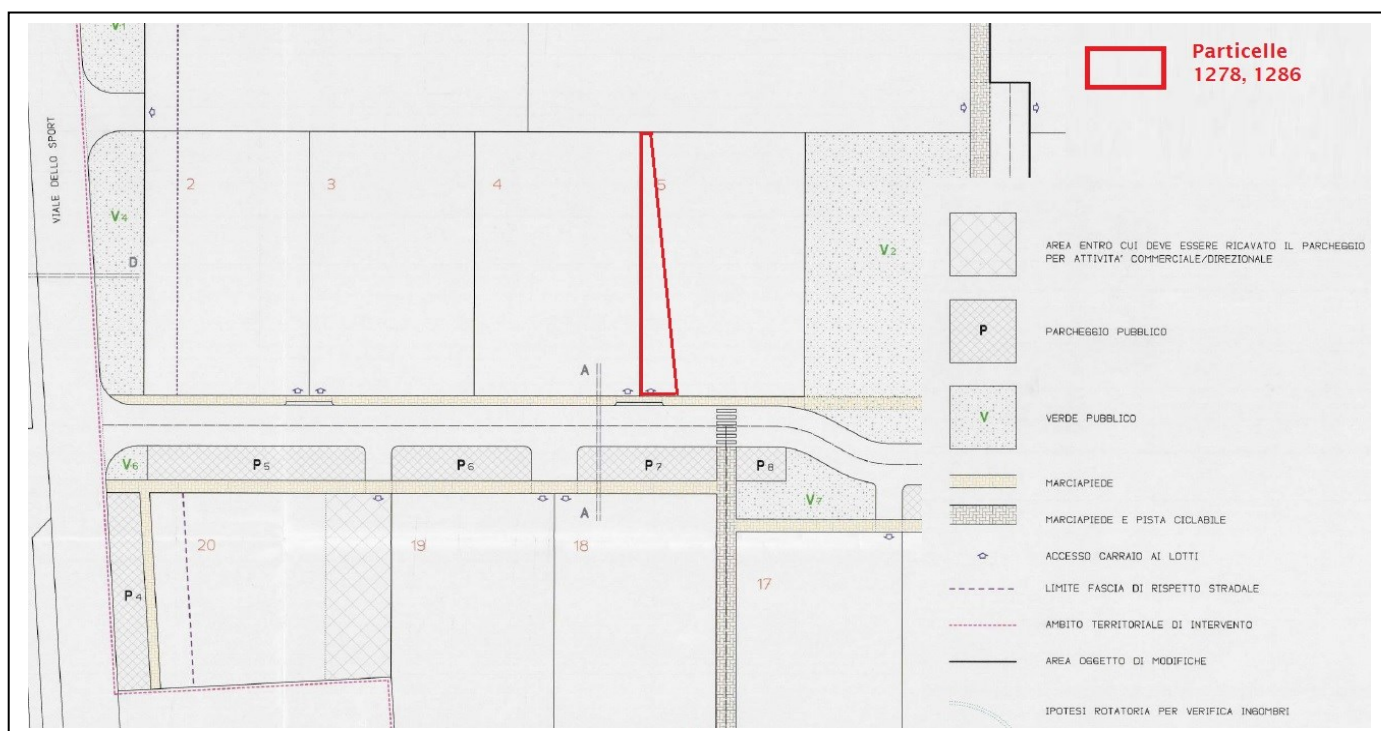 V1
Particelle
1278, 1286
VIALE DELLO SPORT
2
3
4
5
V4
V2
D
AREA ENTRO CUI DEVE ESSERE RICAVATO IL PARCHEGGIO
PER ATTIVITA' COMMERCIALE/DIREZIONALE
P
PARCHEGGIO PUBBLICO
A
V
VERDE PUBBLICO
V6
P5
P6
P7
P8
V7
MARCIAPIEDE
A
MARCIAPIEDE E PISTA CICLABILE
20
19
18
17
ACCESSO CARRAIO AI LOTTI
P4
LIMITE FASCIA DI RISPETTO STRADALE
AMBITO TERRITORIALE DI INTERVENTO
AREA OGGETTO DI MODIFICHE
IPOTESI ROTATORIA PER VERIFICA INGOMBRI